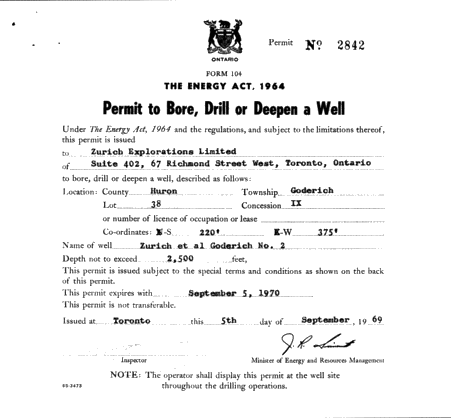 Permit Nº 2842
ONTARIO
FORM 104
THE ENERGY ACT, 1964
Permit to Bore, Drill or Deepen a Well
Under The Energy Act, 1964 and the regulations, and subject to the limitations thereof,
this permit is issued
to Zurich Explorations Limited
of Suite 402, 67 Richmond Street West, Toronto, Ontario
to bore, drill or deepen a well, described as follows:
Location: County Huron Township Goderich
Lot 38 Concession IX
or number of licence of occupation or lease
Co-ordinates: N-S 220' E-W 375'
Name of well Zurich et al Goderich No. 2
Depth not to exceed 2,500 feet,
This permit is issued subject to the special terms and conditions as shown on the back
of this permit.
This permit expires with September 5, 1970
This permit is not transferable.
Issued at Toronto this 5th day of September, 1969
Inspector Minister of Energy and Resources Management
NOTE: The operator shall display this permit at the well site
throughout the drilling operations.